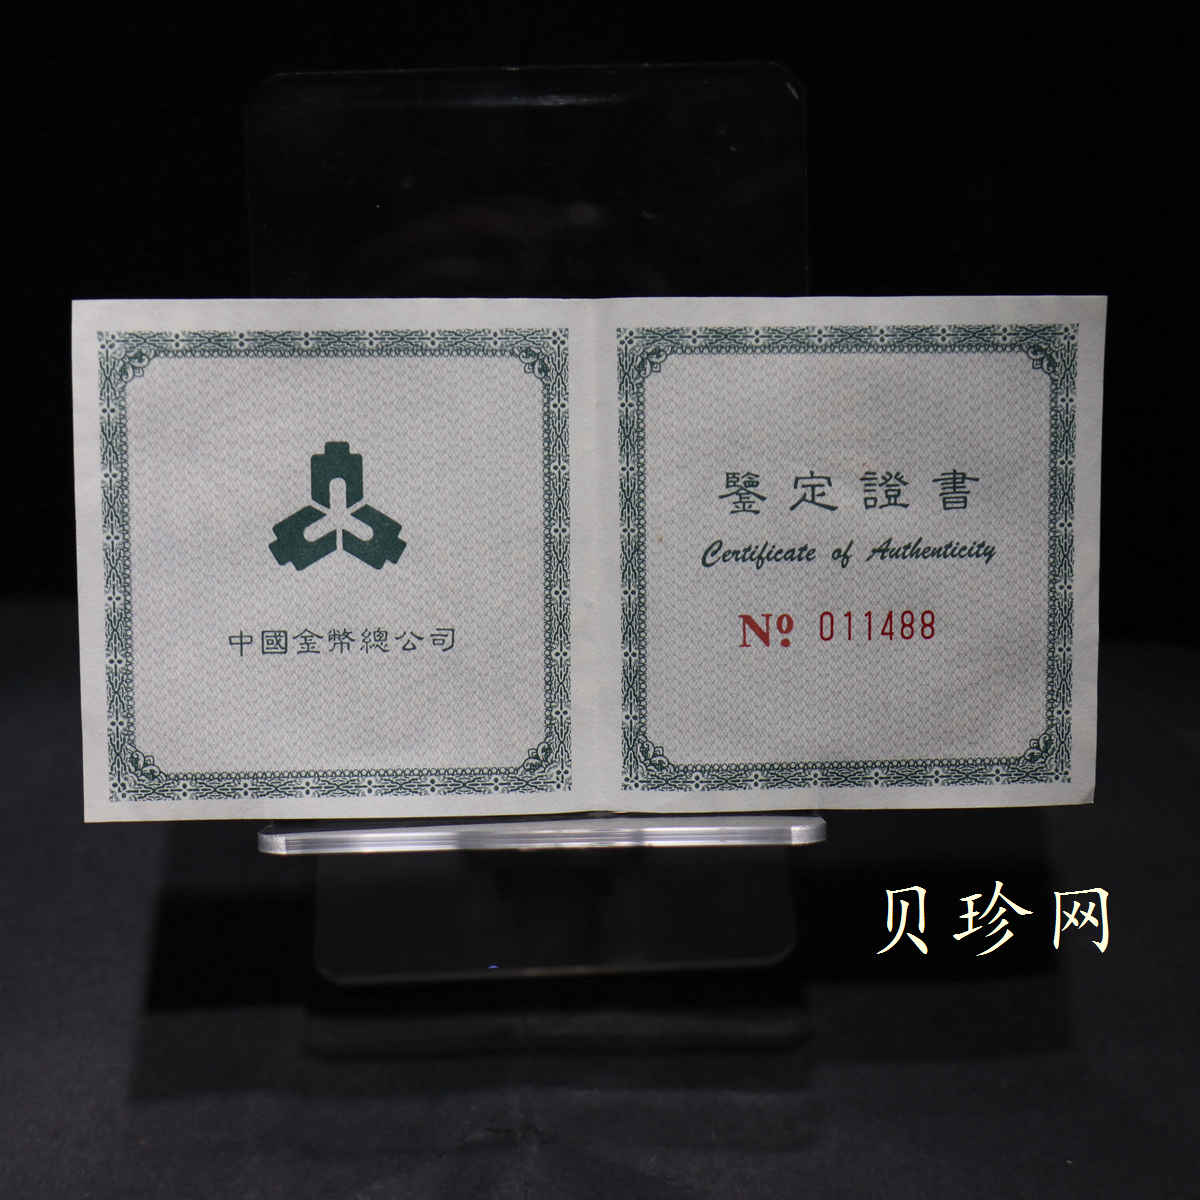 中國金幣總公司
鑒定證書
Certificate of Authenticity
Nº 011488
贝珍网